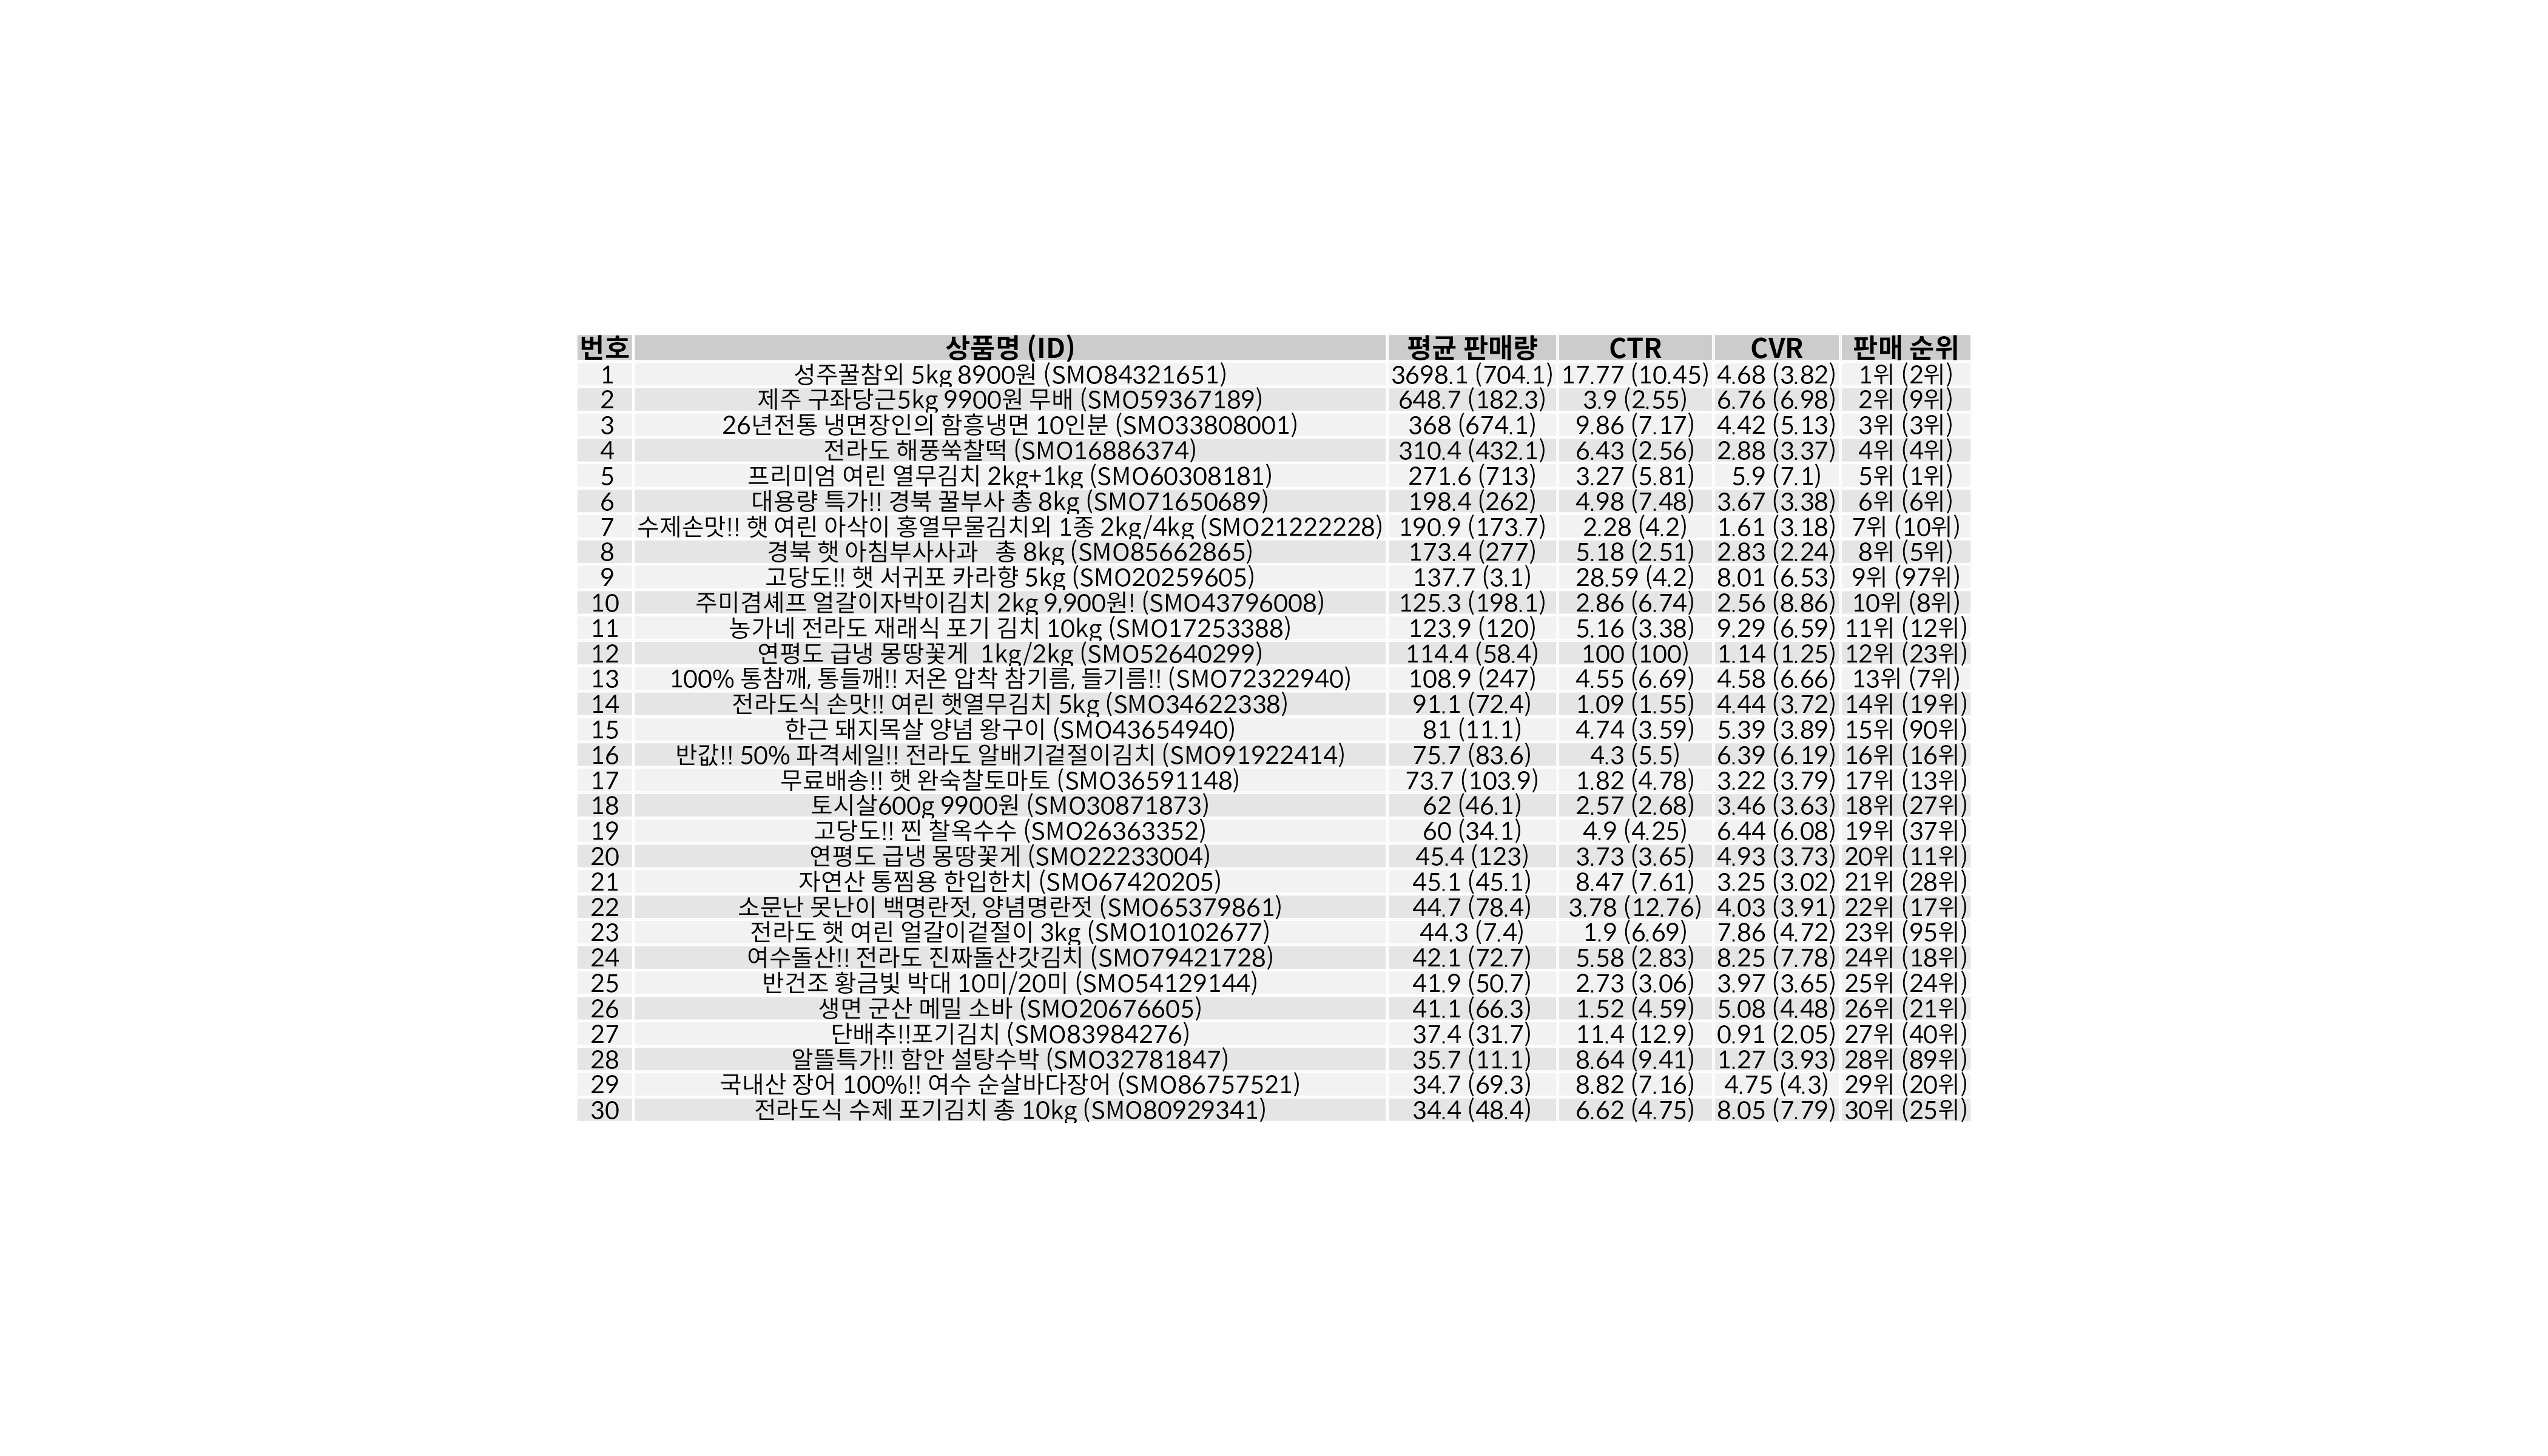 번호 상품명 (ID) 평균 판매량 CTR CVR 판매 순위
1 성주꿀참외 5kg 8900원 (SMO84321651) 3698.1 (704.1) 17.77 (10.45) 4.68 (3.82) 1위 (2위)
2 제주 구좌당근5kg 9900원 무배 (SMO59367189) 648.7 (182.3) 3.9 (2.55) 6.76 (6.98) 2위 (9위)
3 26년전통 냉면장인의 함흥냉면 10인분 (SMO33808001) 368 (674.1) 9.86 (7.17) 4.42 (5.13) 3위 (3위)
4 전라도 해풍쑥찰떡 (SMO16886374) 310.4 (432.1) 6.43 (2.56) 2.88 (3.37) 4위 (4위)
5 프리미엄 여린 열무김치 2kg+1kg (SMO60308181) 271.6 (713) 3.27 (5.81) 5.9 (7.1) 5위 (1위)
6 대용량 특가!! 경북 꿀부사 총 8kg (SMO71650689) 198.4 (262) 4.98 (7.48) 3.67 (3.38) 6위 (6위)
7 수제손맛!! 햇 여린 아삭이 홍열무물김치외 1종 2kg/4kg (SMO21222228) 190.9 (173.7) 2.28 (4.2) 1.61 (3.18) 7위 (10위)
8 경북 햇 아침부사사과 총 8kg (SMO85662865) 173.4 (277) 5.18 (2.51) 2.83 (2.24) 8위 (5위)
9 고당도!! 햇 서귀포 카라향 5kg (SMO20259605) 137.7 (3.1) 28.59 (4.2) 8.01 (6.53) 9위 (97위)
10 주미겸셰프 얼갈이자박이김치 2kg 9,900원! (SMO43796008) 125.3 (198.1) 2.86 (6.74) 2.56 (8.86) 10위 (8위)
11 농가네 전라도 재래식 포기 김치 10kg (SMO17253388) 123.9 (120) 5.16 (3.38) 9.29 (6.59) 11위 (12위)
12 연평도 급냉 몽땅꽃게 1kg/2kg (SMO52640299) 114.4 (58.4) 100 (100) 1.14 (1.25) 12위 (23위)
13 100% 통참깨, 통들깨!! 저온 압착 참기름, 들기름!! (SMO72322940) 108.9 (247) 4.55 (6.69) 4.58 (6.66) 13위 (7위)
14 전라도식 손맛!! 여린 햇열무김치 5kg (SMO34622338) 91.1 (72.4) 1.09 (1.55) 4.44 (3.72) 14위 (19위)
15 한근 돼지목살 양념 왕구이 (SMO43654940) 81 (11.1) 4.74 (3.59) 5.39 (3.89) 15위 (90위)
16 반값!! 50% 파격세일!! 전라도 알배기겉절이김치 (SMO91922414) 75.7 (83.6) 4.3 (5.5) 6.39 (6.19) 16위 (16위)
17 무료배송!! 햇 완숙찰토마토 (SMO36591148) 73.7 (103.9) 1.82 (4.78) 3.22 (3.79) 17위 (13위)
18 토시살600g 9900원 (SMO30871873) 62 (46.1) 2.57 (2.68) 3.46 (3.63) 18위 (27위)
19 고당도!! 찐 찰옥수수 (SMO26363352) 60 (34.1) 4.9 (4.25) 6.44 (6.08) 19위 (37위)
20 연평도 급냉 몽땅꽃게 (SMO22233004) 45.4 (123) 3.73 (3.65) 4.93 (3.73) 20위 (11위)
21 자연산 통찜용 한입한치 (SMO67420205) 45.1 (45.1) 8.47 (7.61) 3.25 (3.02) 21위 (28위)
22 소문난 못난이 백명란젓, 양념명란젓 (SMO65379861) 44.7 (78.4) 3.78 (12.76) 4.03 (3.91) 22위 (17위)
23 전라도 햇 여린 얼갈이겉절이 3kg (SMO10102677) 44.3 (7.4) 1.9 (6.69) 7.86 (4.72) 23위 (95위)
24 여수돌산!! 전라도 진짜돌산갓김치 (SMO79421728) 42.1 (72.7) 5.58 (2.83) 8.25 (7.78) 24위 (18위)
25 반건조 황금빛 박대 10미/20미 (SMO54129144) 41.9 (50.7) 2.73 (3.06) 3.97 (3.65) 25위 (24위)
26 생면 군산 메밀 소바 (SMO20676605) 41.1 (66.3) 1.52 (4.59) 5.08 (4.48) 26위 (21위)
27 단배추!!포기김치 (SMO83984276) 37.4 (31.7) 11.4 (12.9) 0.91 (2.05) 27위 (40위)
28 알뜰특가!! 함안 설탕수박 (SMO32781847) 35.7 (11.1) 8.64 (9.41) 1.27 (3.93) 28위 (89위)
29 국내산 장어 100%!! 여수 순살바다장어 (SMO86757521) 34.7 (69.3) 8.82 (7.16) 4.75 (4.3) 29위 (20위)
30 전라도식 수제 포기김치 총 10kg (SMO80929341) 34.4 (48.4) 6.62 (4.75) 8.05 (7.79) 30위 (25위)